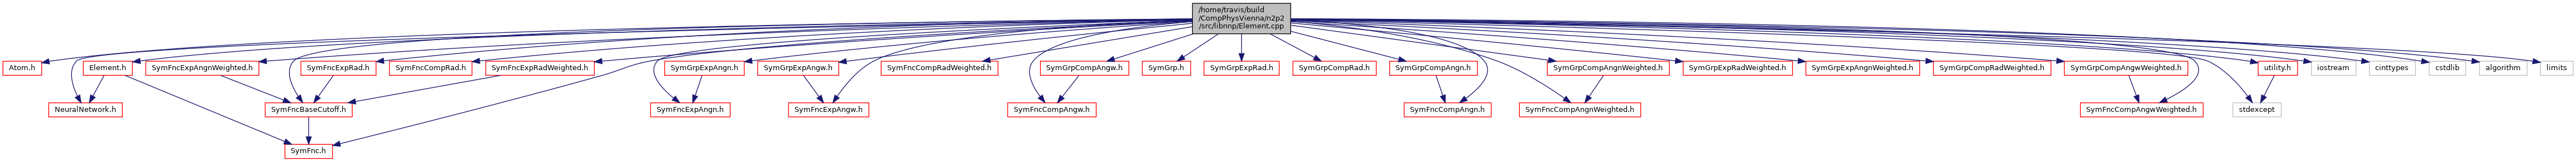 /home/travis/build
/CompPhysVienna/n2p2
/src/libnnp/Element.cpp
Atom.h
Element.h
SymFncExpAngnWeighted.h
SymFncExpRad.h
SymFncCompRad.h
SymFncExpRadWeighted.h
SymGrpExpAngn.h
SymGrpExpAngw.h
SymFncCompRadWeighted.h
SymGrpCompAngw.h
SymGrp.h
SymGrpExpRad.h
SymGrpCompRad.h
SymGrpCompAngn.h
SymGrpCompAngnWeighted.h
SymGrpExpRadWeighted.h
SymGrpExpAngnWeighted.h
SymGrpCompRadWeighted.h
SymGrpCompAngwWeighted.h
utility.h
iostream
cinttypes
cstdlib
algorithm
limits
NeuralNetwork.h
SymFncBaseCutoff.h
SymFncExpAngn.h
SymFncExpAngw.h
SymFncCompAngw.h
SymFncCompAngn.h
SymFncCompAngnWeighted.h
SymFncCompAngwWeighted.h
stdexcept
SymFnc.h